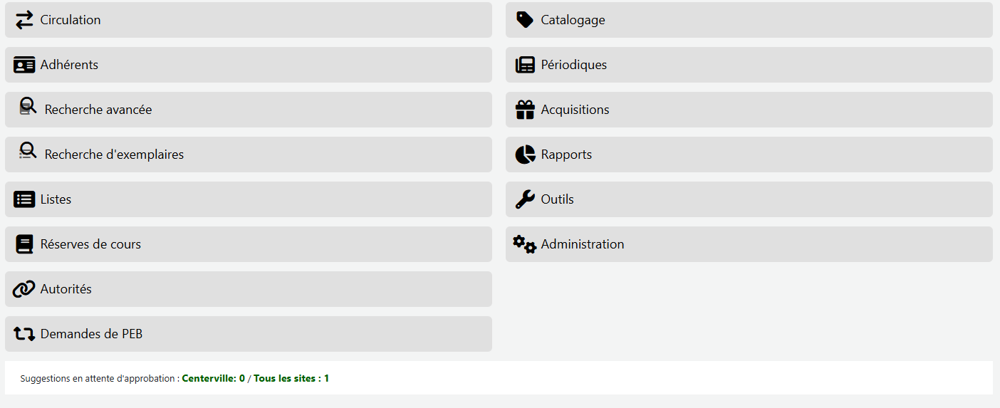 Circulation
Catalogage
Adhérents
Périodiques
Recherche avancée
Acquisitions
Recherche d'exemplaires
Rapports
Listes
Outils
Réserves de cours
Administration
Autorités
Demandes de PEB
Suggestions en attente d'approbation : Centerville: 0 / Tous les sites : 1